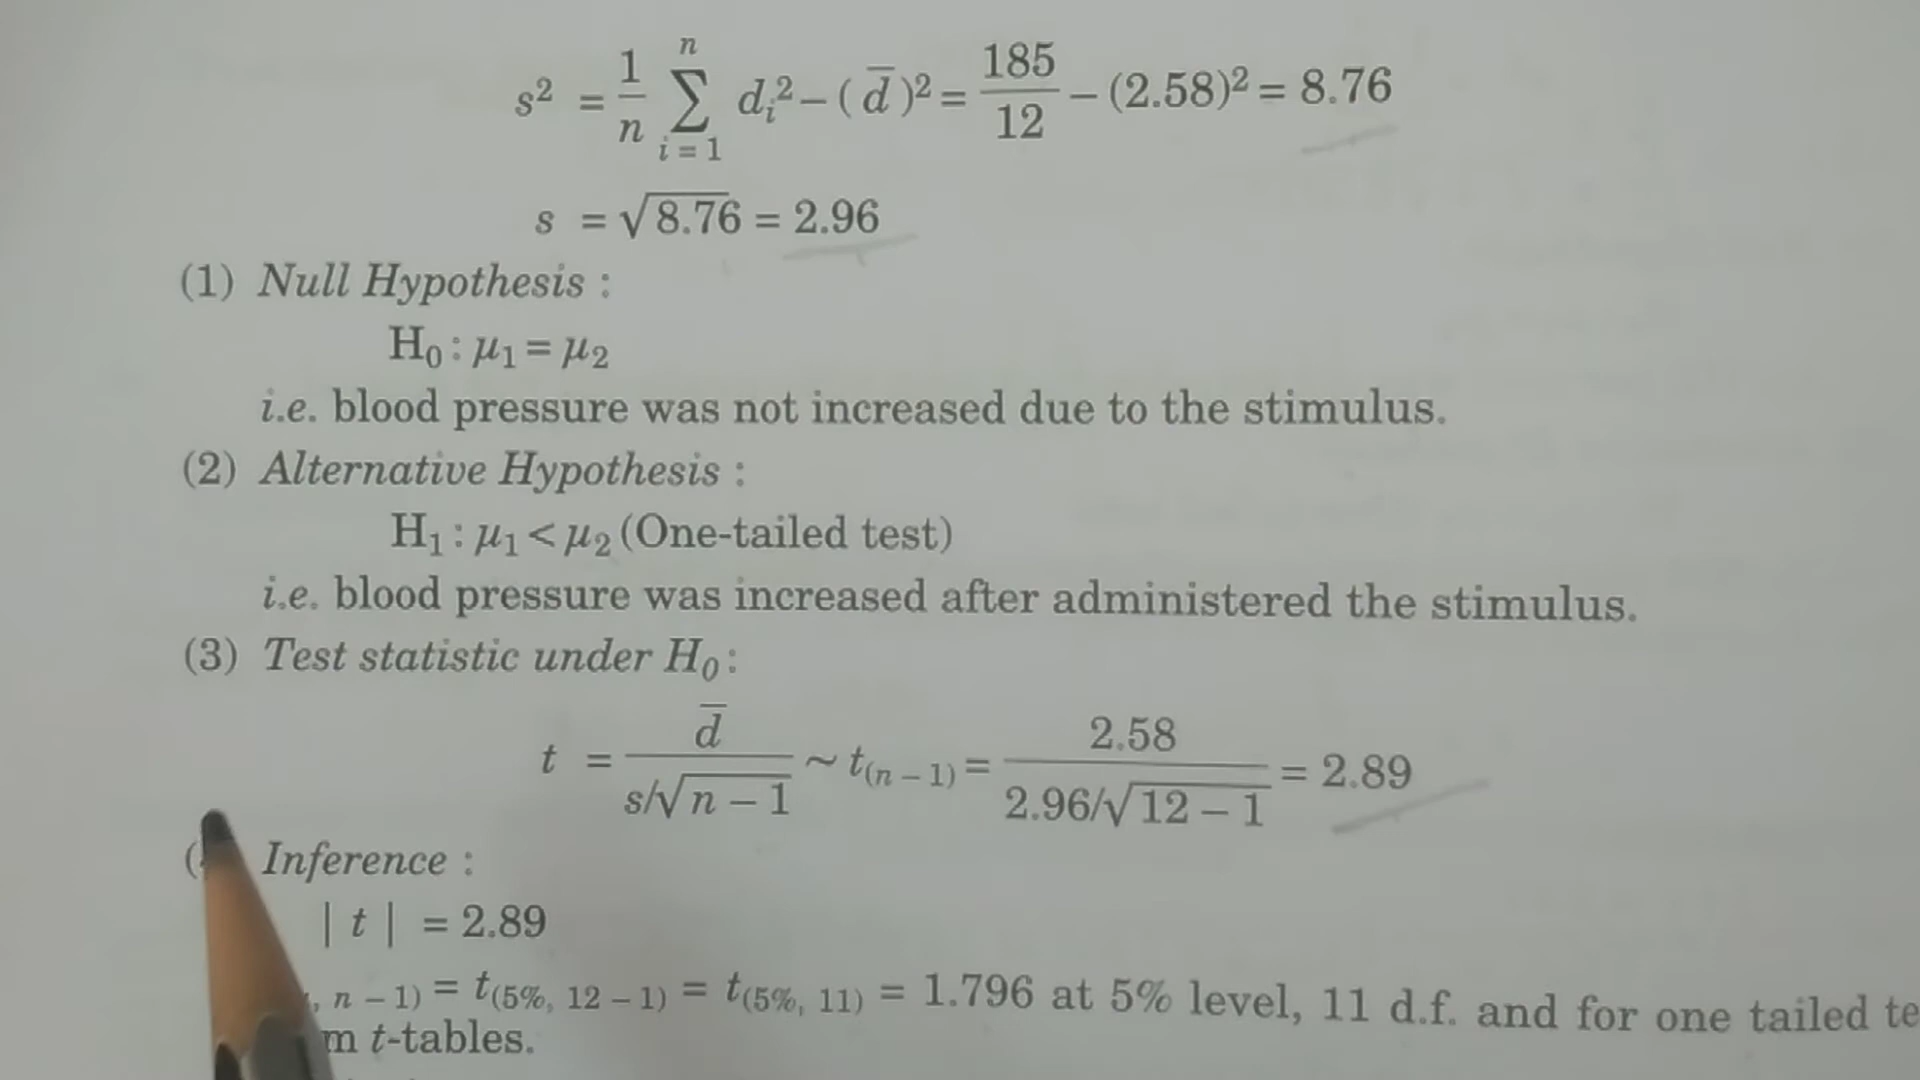 s² = 1/n Σ_{i = 1}^{n} d_i² – ( d̅ )² = 185/12 – (2.58)² = 8.76
s = √8.76 = 2.96
(1) Null Hypothesis :
H₀ : μ₁ = μ₂
i.e. blood pressure was not increased due to the stimulus.
(2) Alternative Hypothesis :
H₁ : μ₁ < μ₂ (One-tailed test)
i.e. blood pressure was increased after administered the stimulus.
(3) Test statistic under H₀ :
t = d̅ / (s/√(n – 1)) ~ t_(n – 1) = 2.58 / (2.96/√(12 – 1)) = 2.89
Inference :
| t | = 2.89
, n – 1) = t_(5%, 12 – 1) = t_(5%, 11) = 1.796 at 5% level, 11 d.f. and for one tailed te
m t-tables.